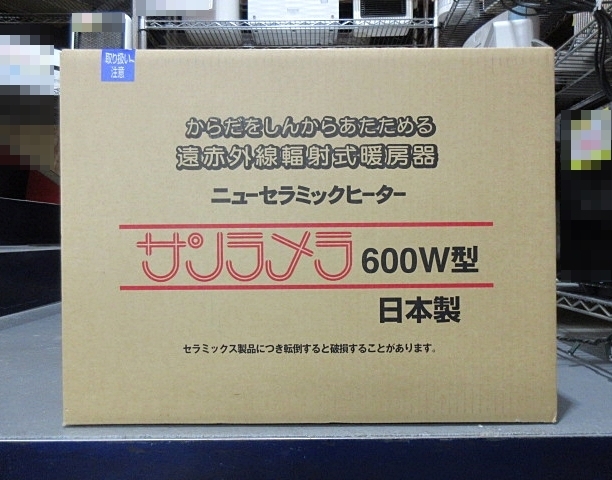 取り扱い
注意
からだをしんからあたためる
遠赤外線輻射式暖房器
ニューセラミックヒーター
サンラメラ 600W型
日本製
セラミックス製品につき転倒すると破損することがあります。